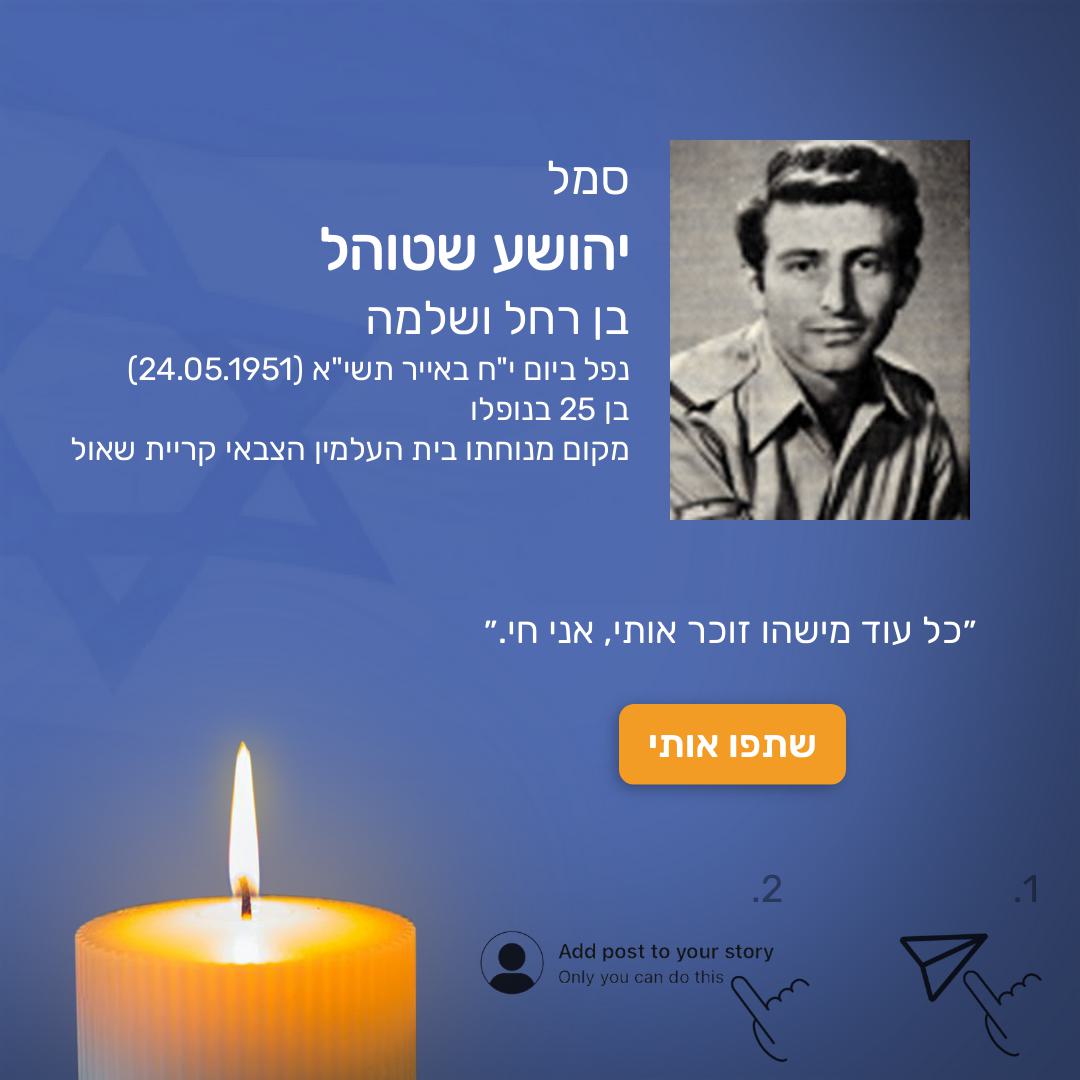 סמל
יהושע שטוהל
בן רחל ושלמה
נפל ביום י"ח באייר תשי"א (24.05.1951)
בן 25 בנופלו
מקום מנוחתו בית העלמין הצבאי קריית שאול
״כל עוד מישהו זוכר אותי, אני חי.״
שתפו אותי
1.
2.
Add post to your story
Only you can do this